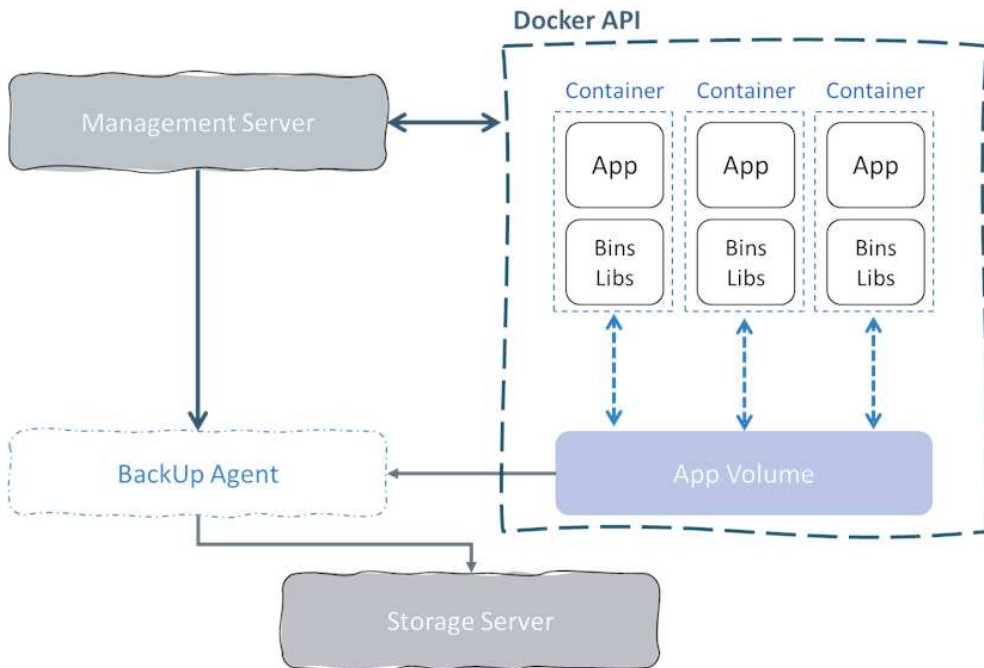 Docker API
Management Server
Container Container Container
App App App
Bins Bins Bins
Libs Libs Libs
BackUp Agent
App Volume
Storage Server